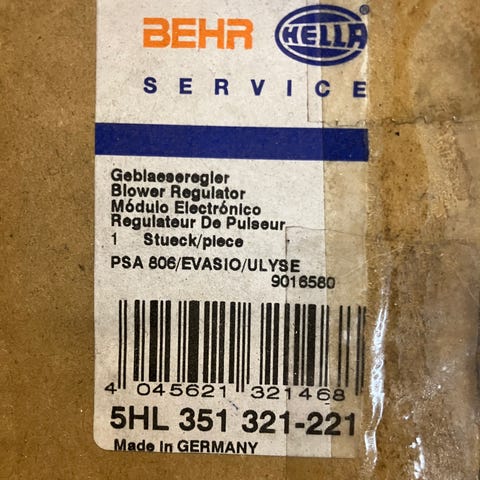 BEHR HELLA
SERVICE
Geblaeseregler
Blower Regulator
Módulo Electrónico
Regulateur De Pulseur
1 Stueck/piece
PSA 806/EVASIO/ULYSE
9016580
4 045621 321468
5HL 351 321-221
Made in GERMANY